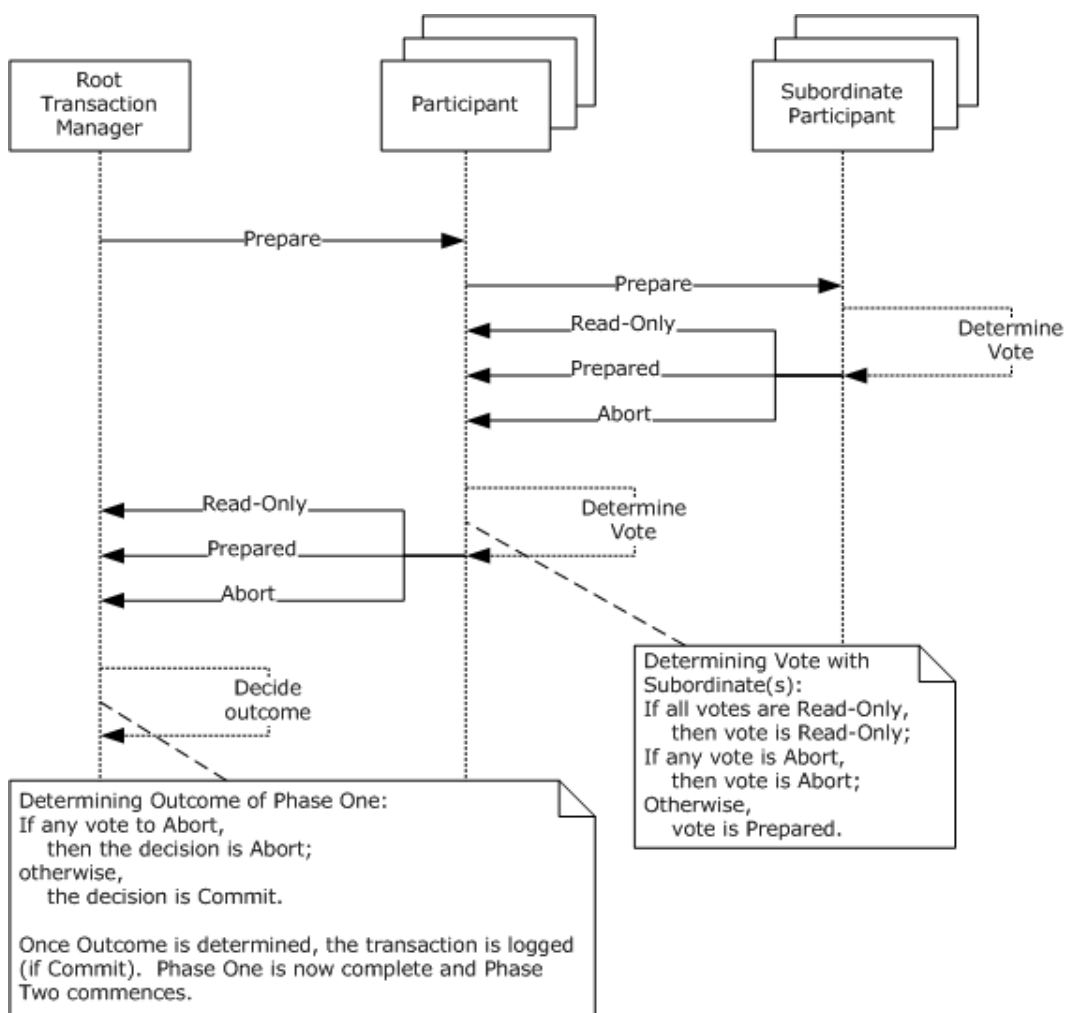 Root
Transaction
Manager
Participant
Subordinate
Participant
Prepare
Prepare
Read-Only
Determine
Vote
Prepared
Abort
Read-Only
Determine
Vote
Prepared
Abort
Decide
outcome
Determining Vote with
Subordinate(s):
If all votes are Read-Only,
then vote is Read-Only;
If any vote is Abort,
then vote is Abort;
Otherwise,
vote is Prepared.
Determining Outcome of Phase One:
If any vote to Abort,
then the decision is Abort;
otherwise,
the decision is Commit.
Once Outcome is determined, the transaction is logged
(if Commit). Phase One is now complete and Phase
Two commences.